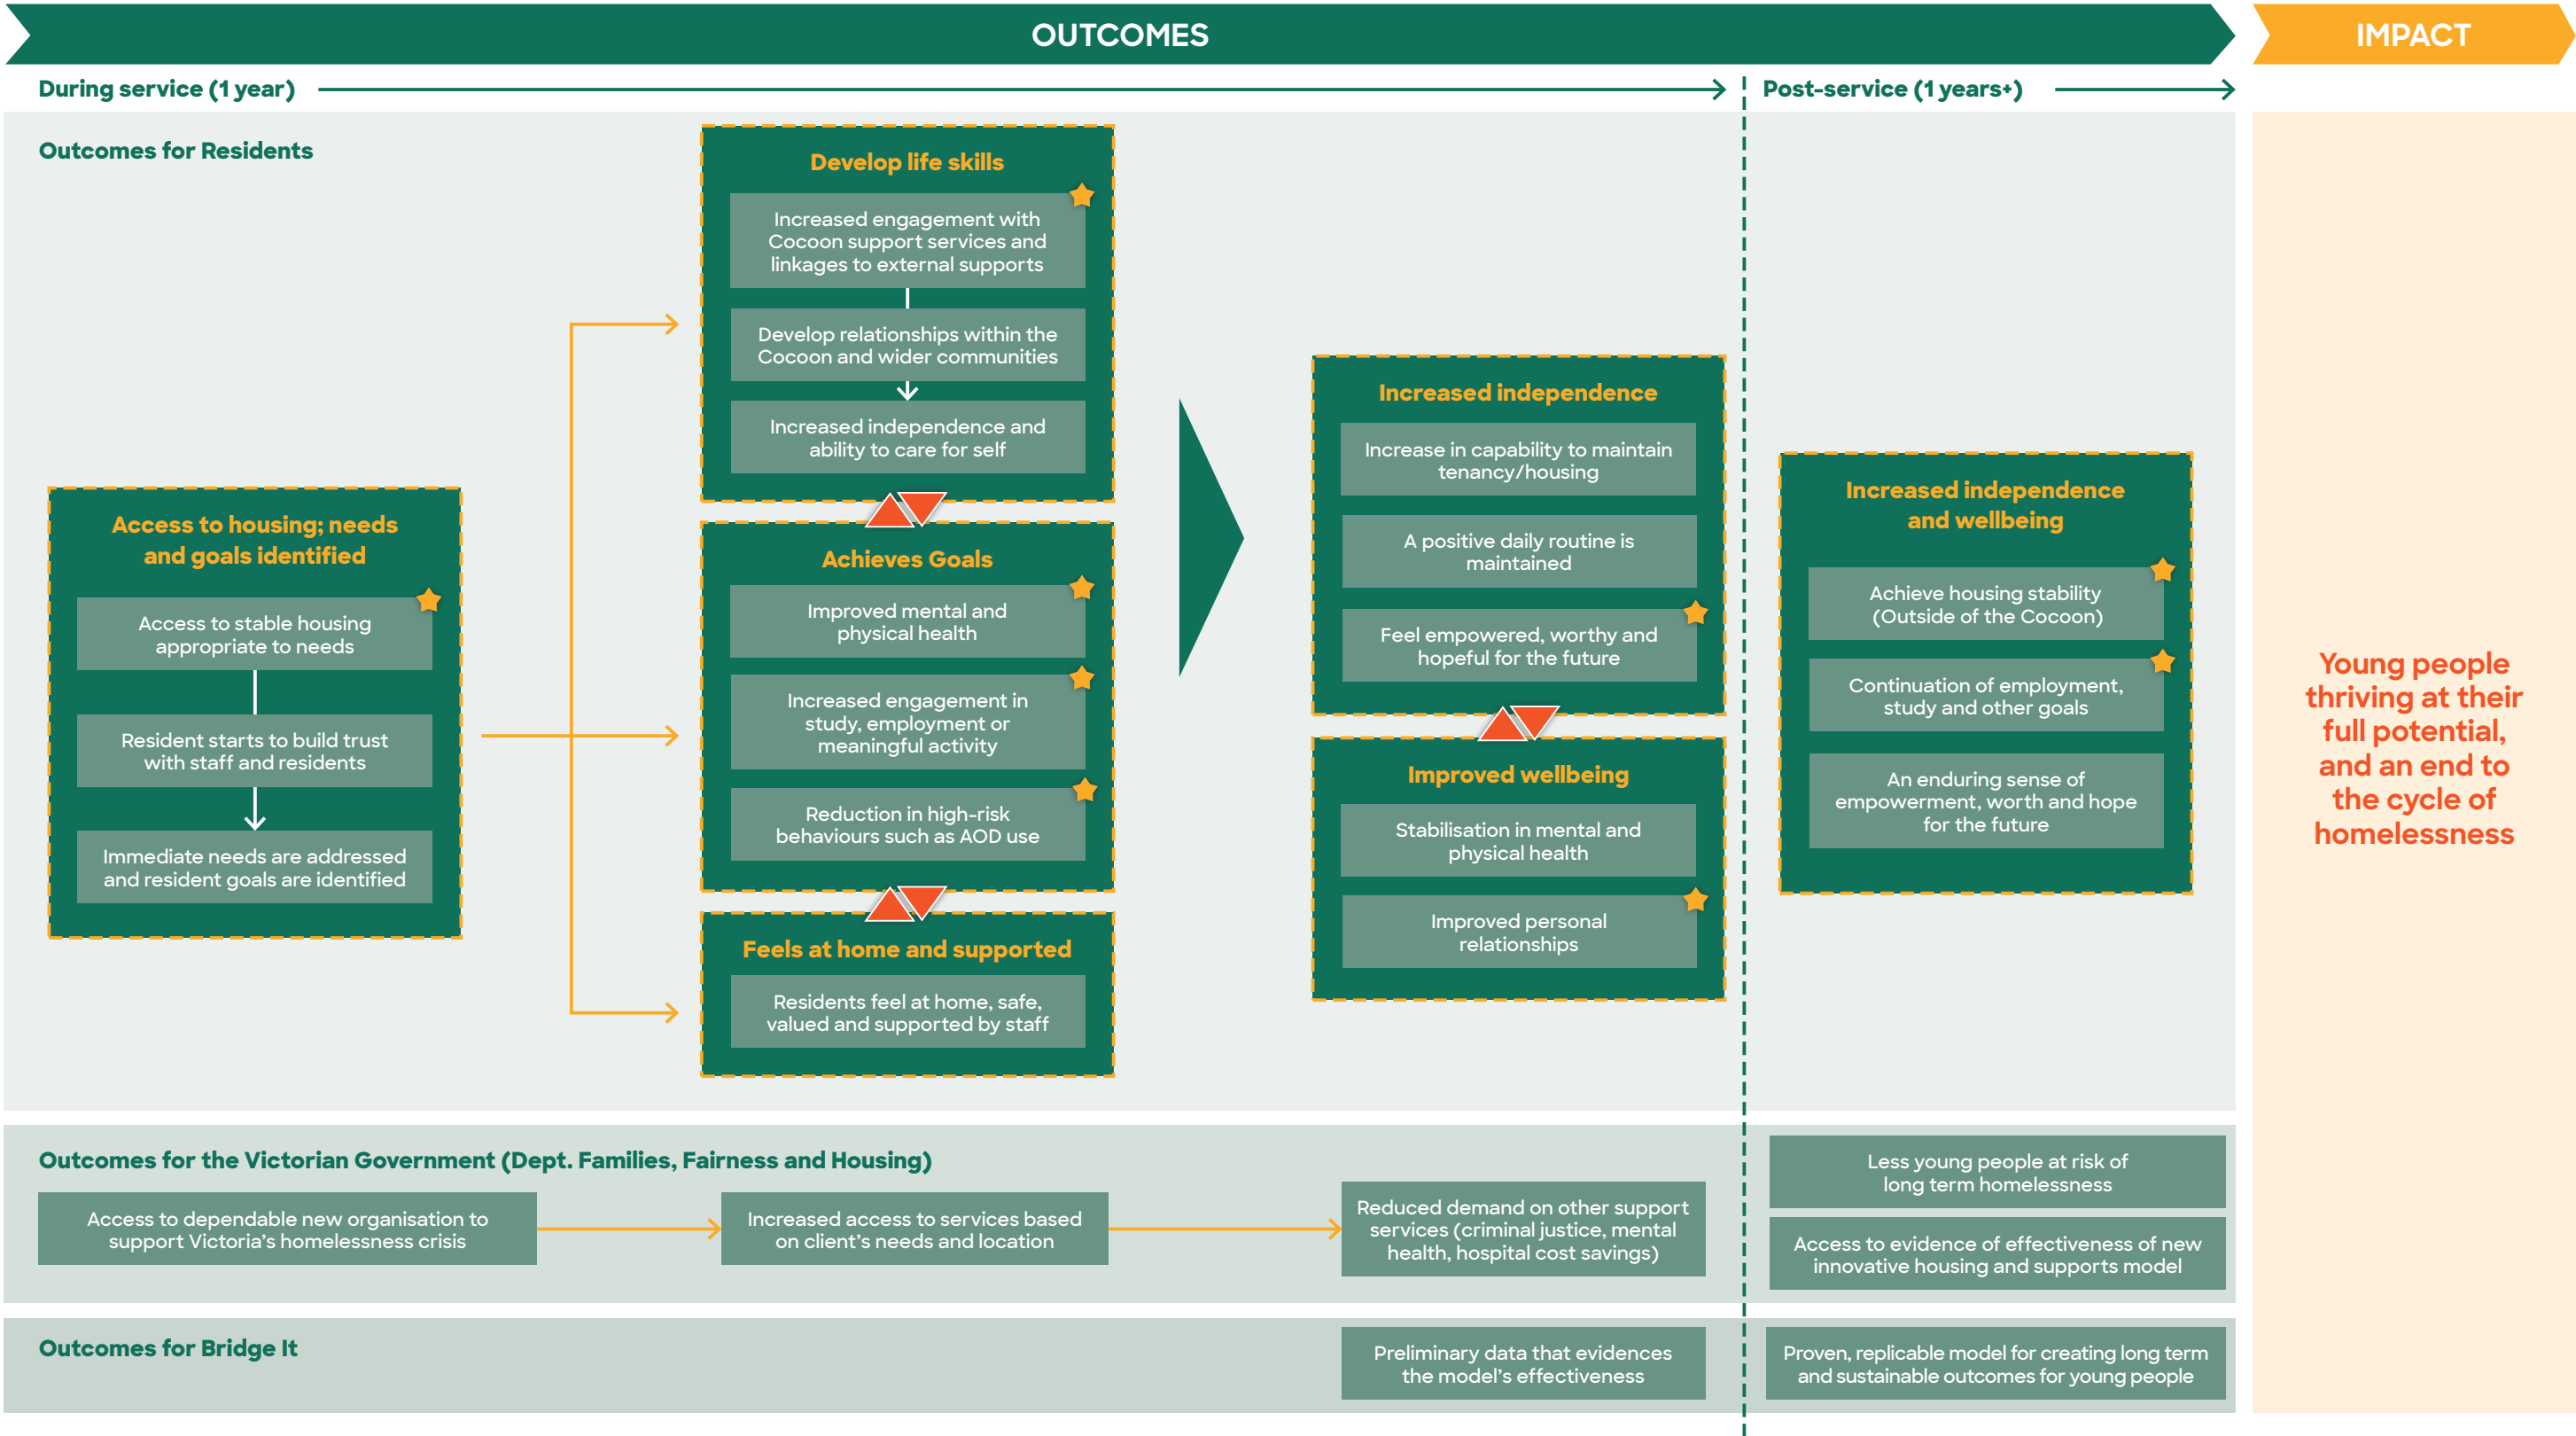 OUTCOMES
IMPACT
During service (1 year)
Post-service (1 years+)
Outcomes for Residents
Access to housing; needs
and goals identified
Access to stable housing
appropriate to needs
Resident starts to build trust
with staff and residents
Immediate needs are addressed
and resident goals are identified
Develop life skills
Increased engagement with
Cocoon support services and
linkages to external supports
Develop relationships within the
Cocoon and wider communities
Increased independence and
ability to care for self
Achieves Goals
Improved mental and
physical health
Increased engagement in
study, employment or
meaningful activity
Reduction in high-risk
behaviours such as AOD use
Feels at home and supported
Residents feel at home, safe,
valued and supported by staff
Increased independence
Increase in capability to maintain
tenancy/housing
A positive daily routine is
maintained
Feel empowered, worthy and
hopeful for the future
Improved wellbeing
Stabilisation in mental and
physical health
Improved personal
relationships
Increased independence
and wellbeing
Achieve housing stability
(Outside of the Cocoon)
Continuation of employment,
study and other goals
An enduring sense of
empowerment, worth and hope
for the future
Young people
thriving at their
full potential,
and an end to
the cycle of
homelessness
Outcomes for the Victorian Government (Dept. Families, Fairness and Housing)
Access to dependable new organisation to
support Victoria's homelessness crisis
Increased access to services based
on client's needs and location
Reduced demand on other support
services (criminal justice, mental
health, hospital cost savings)
Less young people at risk of
long term homelessness
Access to evidence of effectiveness of new
innovative housing and supports model
Outcomes for Bridge It
Preliminary data that evidences
the model's effectiveness
Proven, replicable model for creating long term
and sustainable outcomes for young people